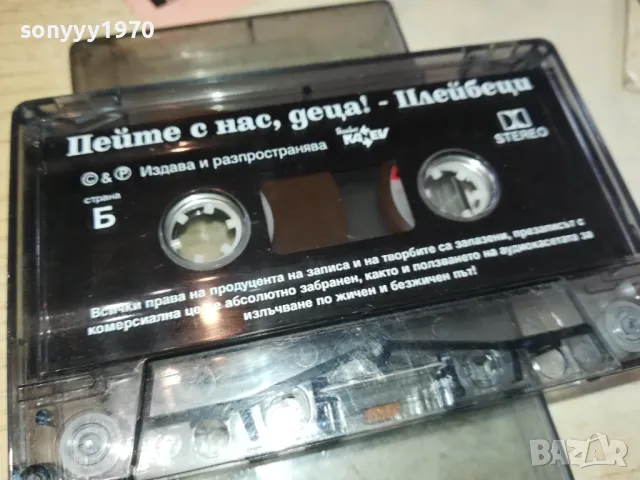 sonyyy1970
Пейте с нас, деца! - Плейбеци
© & ℗ Издава и разпространява
STEREO
страна
Б
Всички права на продуцента на записа и на творбите са запазени, презаписът с
комерсиална цел е абсолютно забранен, както и ползването на аудиокасетата за
излъчване по жичен и безжичен път!
BAZAR